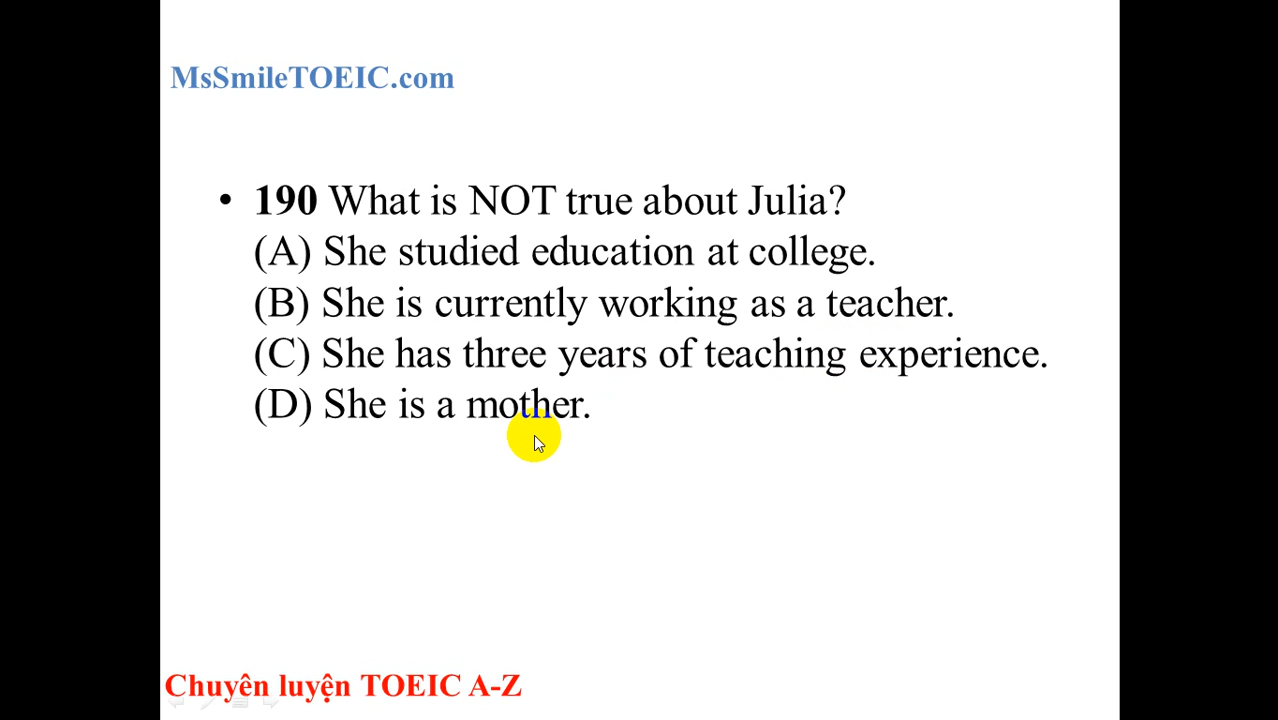 MsSmileTOEIC.com
• 190 What is NOT true about Julia?
(A) She studied education at college.
(B) She is currently working as a teacher.
(C) She has three years of teaching experience.
(D) She is a mother.
Chuyên luyện TOEIC A-Z